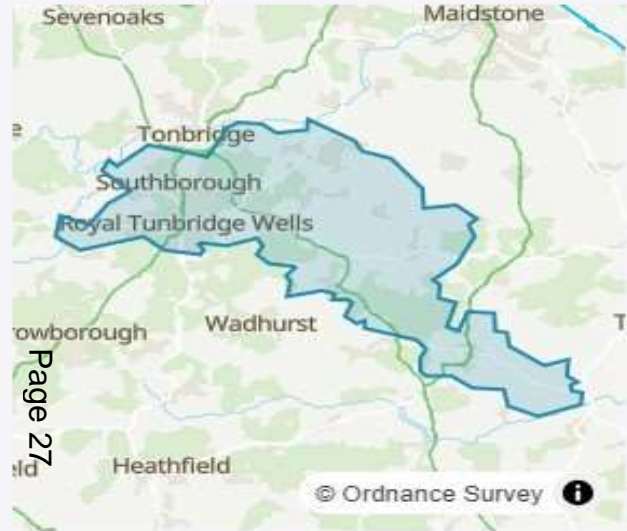 Sevenoaks
Maidstone
Tonbridge
Southborough
Royal Tunbridge Wells
Wadhurst
rowborough
T
Page 27
eld
Heathfield
© Ordnance Survey